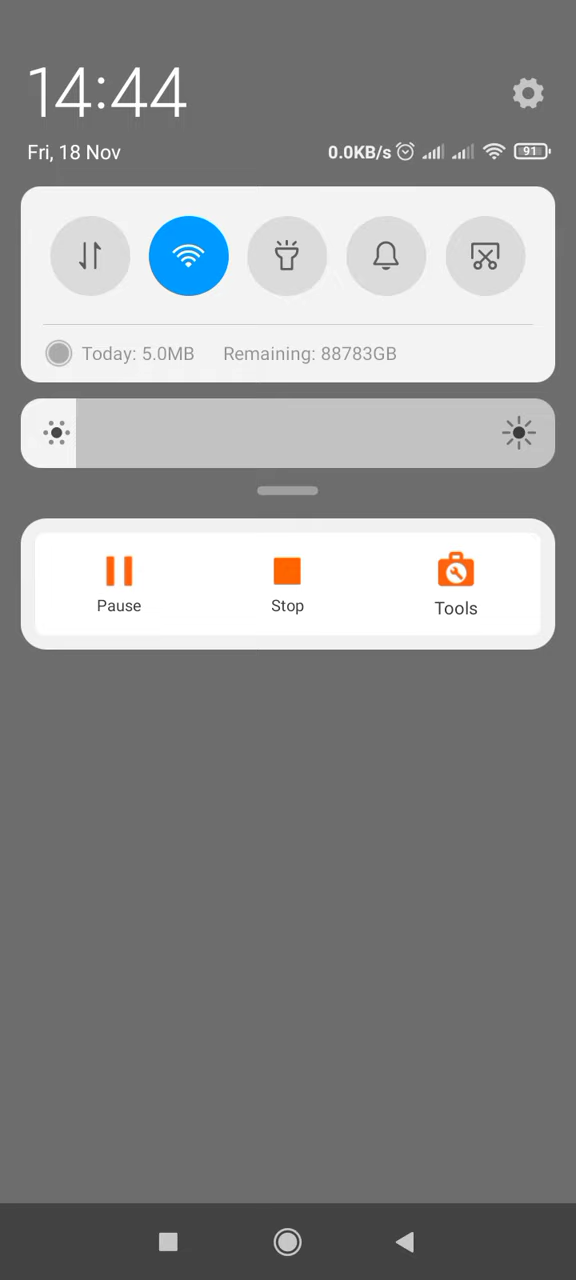 14:44
Fri, 18 Nov
0.0KB/s 91
Today: 5.0MB Remaining: 88783GB
Pause Stop Tools